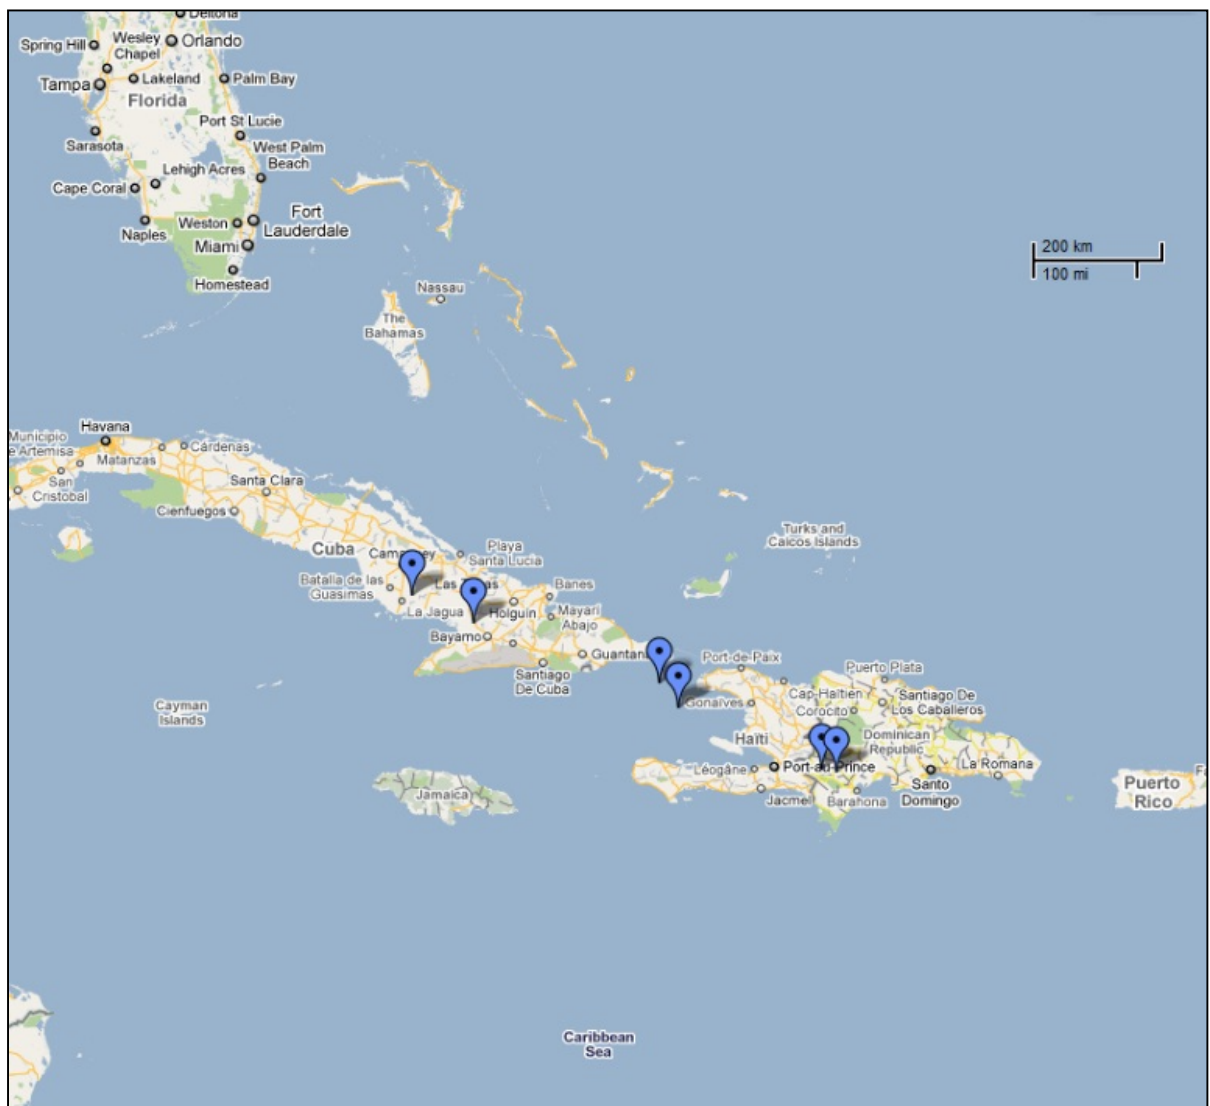 Deltona
Spring Hill
Wesley
Chapel
Orlando
Tampa
Lakeland
Palm Bay
Florida
Port St Lucie
Sarasota
West Palm
Beach
Lehigh Acres
Cape Coral
Fort
Lauderdale
Weston
Naples
Miami
Homestead
200 km
100 mi
Nassau
The
Bahamas
Havana
Municipio
e Artemisa
Matanzas
Cárdenas
San
Cristobal
Santa Clara
Cienfuegos
Cuba
Playa
Santa Lucia
Turks and
Caicos Islands
Batalla de las
Guasimas
Banes
La Jagua
Holguin
Mayari
Abajo
Bayamo
Santiago
De Cuba
Port-de-Paix
Puerto Plata
Cap-Haïtien
Santiago De
Los Caballeros
Gonaïves
Corocito
Cayman
Islands
Haïti
Dominican
Republic
Léogâne
Port-au-Prince
La Romana
Jamaica
Jacmel
Barahona
Santo
Domingo
Puerto
Rico
Caribbean
Sea